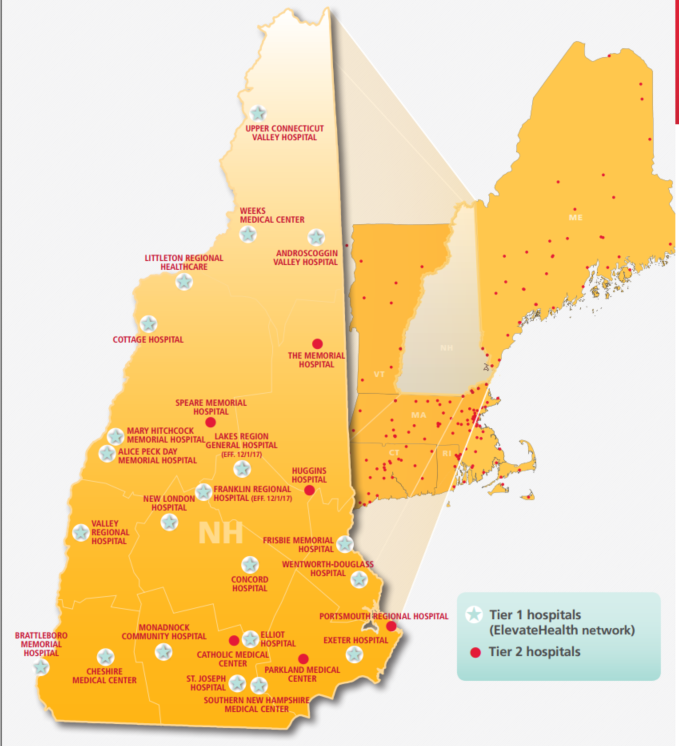 UPPER CONNECTICUT
VALLEY HOSPITAL
WEEKS
MEDICAL CENTER
ANDROSCOGGIN
VALLEY HOSPITAL
LITTLETON REGIONAL
HEALTHCARE
COTTAGE HOSPITAL
THE MEMORIAL
HOSPITAL
SPEARE MEMORIAL
HOSPITAL
MARY HITCHCOCK
MEMORIAL HOSPITAL
LAKES REGION
GENERAL HOSPITAL
(EFF. 12/1/17)
ALICE PECK DAY
MEMORIAL HOSPITAL
HUGGINS
HOSPITAL
FRANKLIN REGIONAL
HOSPITAL (EFF. 12/1/17)
NEW LONDON
HOSPITAL
VALLEY
REGIONAL
HOSPITAL
NH
FRISBIE MEMORIAL
HOSPITAL
WENTWORTH-DOUGLASS
HOSPITAL
CONCORD
HOSPITAL
PORTSMOUTH REGIONAL HOSPITAL
MONADNOCK
COMMUNITY HOSPITAL
BRATTLEBORO
MEMORIAL
HOSPITAL
ELLIOT
HOSPITAL
EXETER HOSPITAL
CATHOLIC MEDICAL
CENTER
CHESHIRE
MEDICAL CENTER
PARKLAND MEDICAL
CENTER
ST. JOSEPH
HOSPITAL
SOUTHERN NEW HAMPSHIRE
MEDICAL CENTER
ME
NH
VT
MA
CT
RI
Tier 1 hospitals
(ElevateHealth network)
Tier 2 hospitals